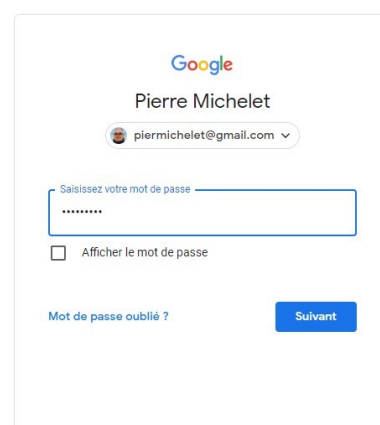 Google
Pierre Michelet
piermichelet@gmail.com
Saisissez votre mot de passe
•••••••••
Afficher le mot de passe
Mot de passe oublié ?
Suivant